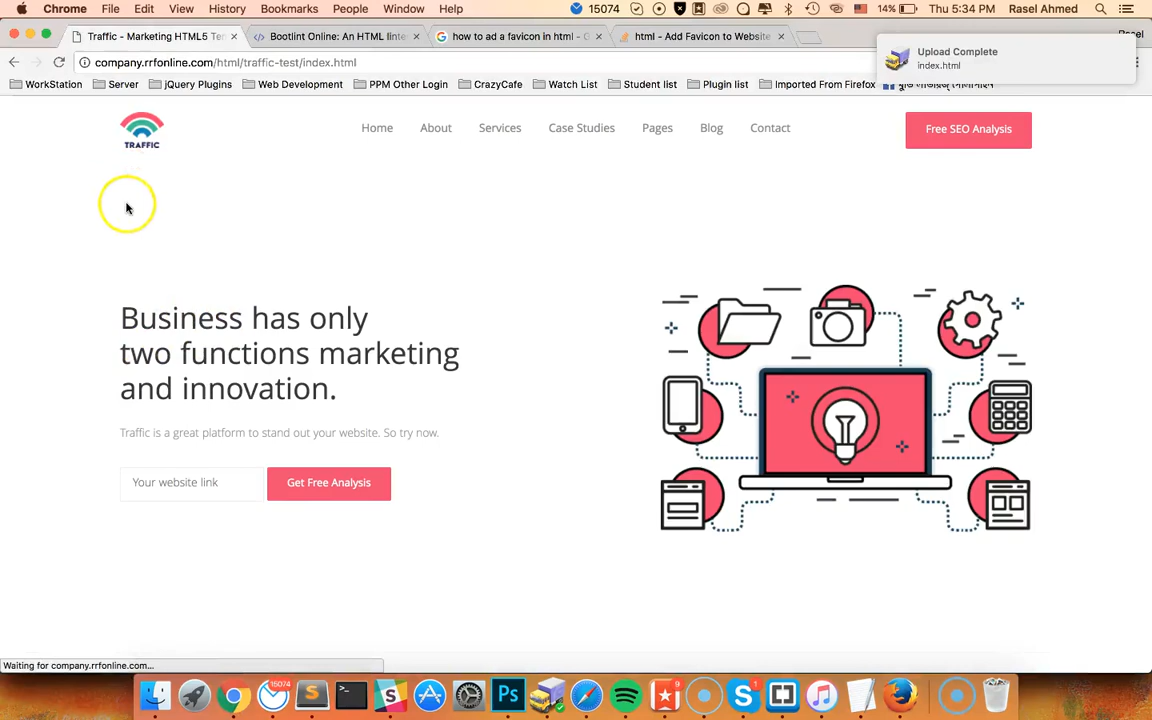 Chrome File Edit View History Bookmarks People Window Help 15074 14% Thu 5:34 PM Rasel Ahmed
Traffic - Marketing HTML5 Te Bootlint Online: An HTML linte how to ad a favicon in html - G html - Add Favicon to Website Rasel
company.rrfonline.com/html/traffic-test/index.html
Upload Complete
index.html
WorkStation Server jQuery Plugins Web Development PPM Other Login CrazyCafe Watch List Student list Plugin list Imported From Firefox
TRAFFIC
Home About Services Case Studies Pages Blog Contact Free SEO Analysis
Business has only
two functions marketing
and innovation.
Traffic is a great platform to stand out your website. So try now.
Your website link Get Free Analysis
Waiting for company.rrfonline.com...
15074 Ps 9 1